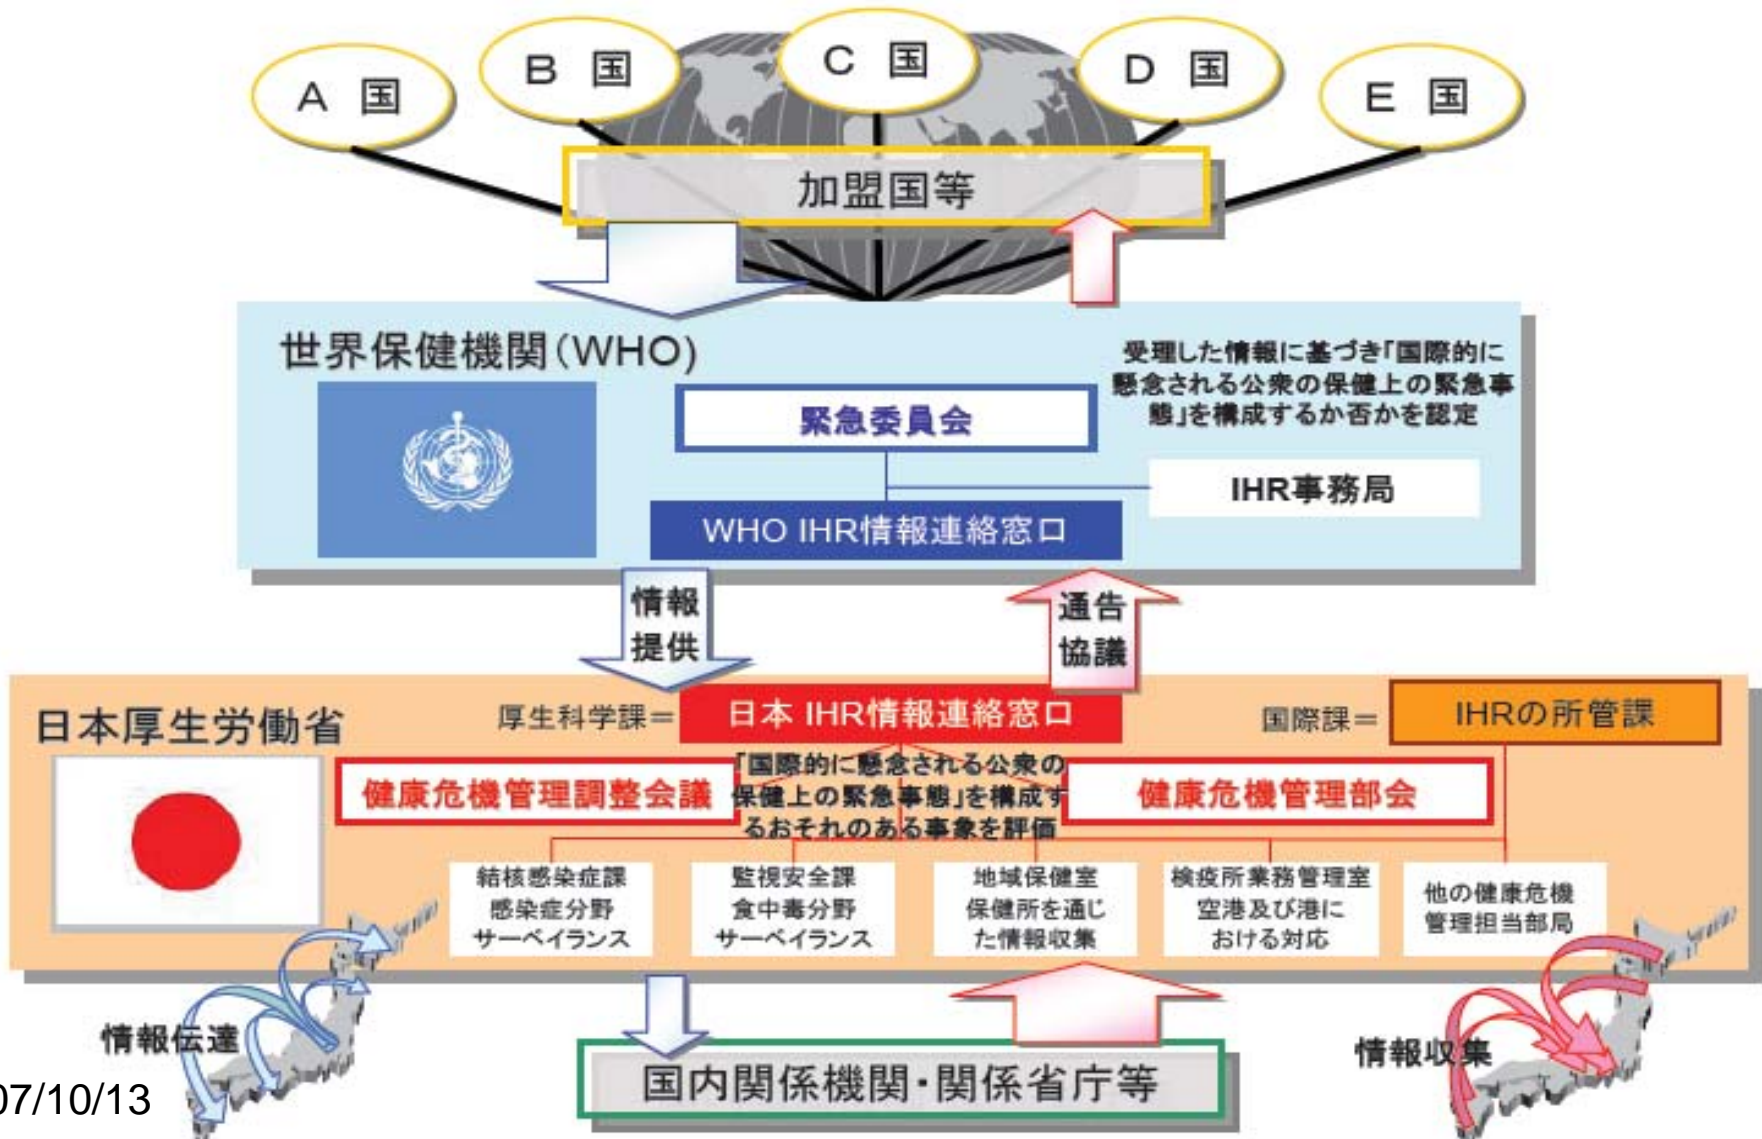 A 国
B 国
C 国
D 国
E 国
加盟国等
世界保健機関(WHO)
受理した情報に基づき「国際的に
懸念される公衆の保健上の緊急事
態」を構成するか否かを認定
緊急委員会
IHR事務局
WHO IHR情報連絡窓口
情報
提供
通告
協議
日本厚生労働省
厚生科学課=
日本 IHR情報連絡窓口
国際課=
IHRの所管課
健康危機管理調整会議
「国際的に懸念される公衆の
保健上の緊急事態」を構成す
るおそれのある事象を評価
健康危機管理部会
結核感染症課
感染症分野
サーベイランス
監視安全課
食中毒分野
サーベイランス
地域保健室
保健所を通じ
た情報収集
検疫所業務管理室
空港及び港に
おける対応
他の健康危機
管理担当部局
情報伝達
情報収集
国内関係機関・関係省庁等
07/10/13